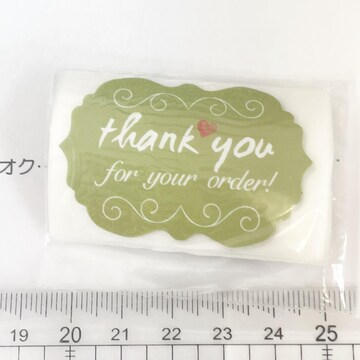 thank you
for your order!
オク
19 20 21 22 23 24 25